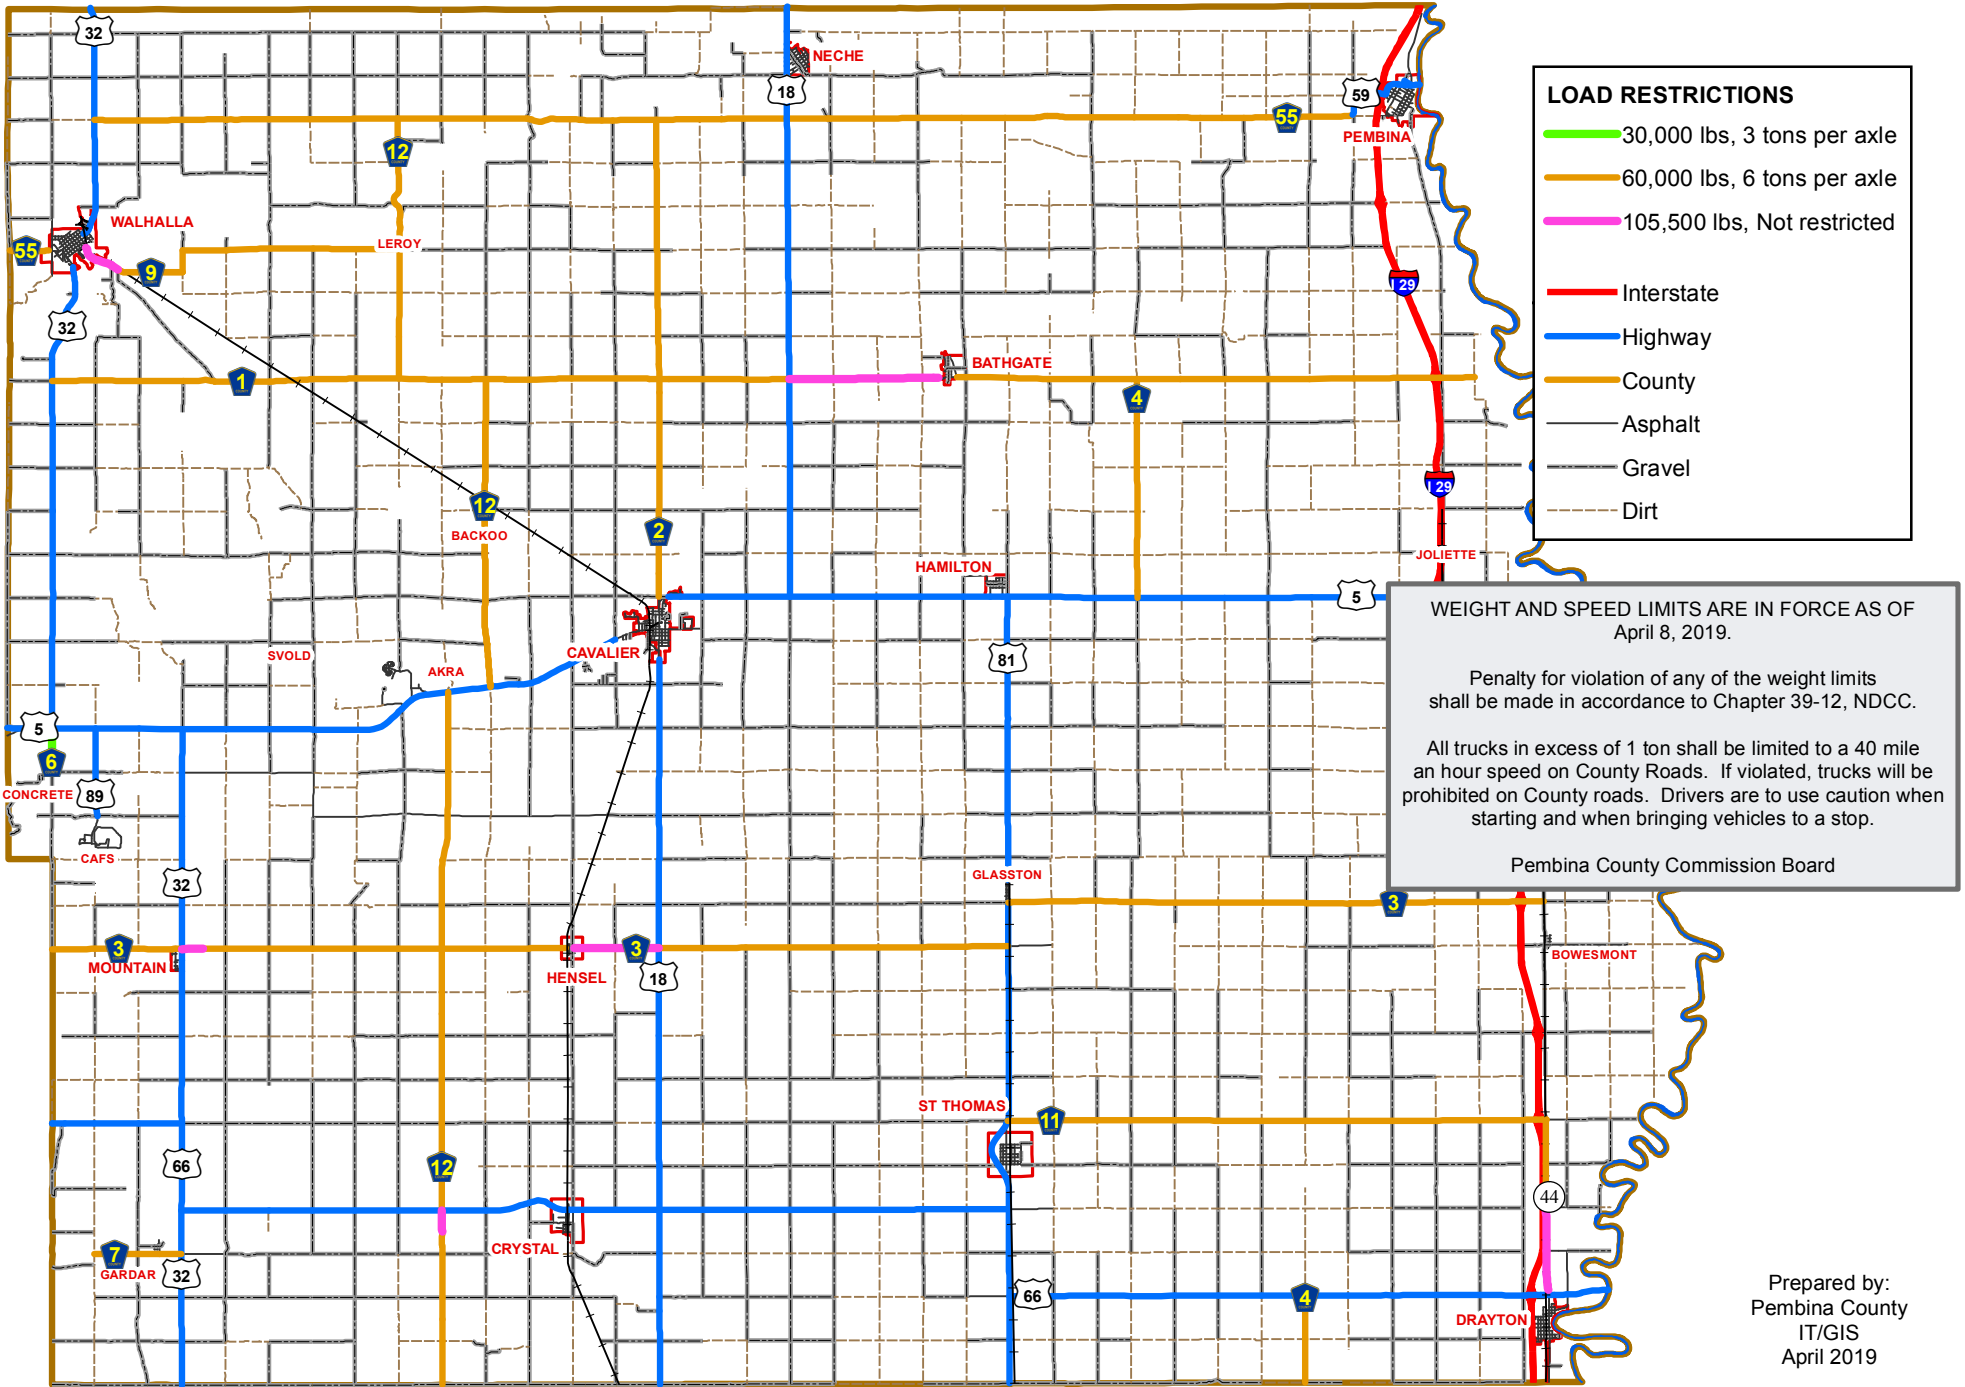 32
NECHE
18
59
55
PEMBINA
12
WALHALLA
LEROY
55
9
I 29
32
BATHGATE
1
4
I 29
12
BACKOO
2
JOLIETTE
HAMILTON
5
SVOLD
CAVALIER
AKRA
81
5
6
CONCRETE
89
CAFS
GLASSTON
32
3
3
MOUNTAIN
3
HENSEL
18
BOWESMONT
ST THOMAS
11
66
12
44
CRYSTAL
7
GARDAR
32
66
4
DRAYTON
LOAD RESTRICTIONS
30,000 lbs, 3 tons per axle
60,000 lbs, 6 tons per axle
105,500 lbs, Not restricted
Interstate
Highway
County
Asphalt
Gravel
Dirt
WEIGHT AND SPEED LIMITS ARE IN FORCE AS OF
April 8, 2019.
Penalty for violation of any of the weight limits
shall be made in accordance to Chapter 39-12, NDCC.
All trucks in excess of 1 ton shall be limited to a 40 mile
an hour speed on County Roads.  If violated, trucks will be
prohibited on County roads.  Drivers are to use caution when
starting and when bringing vehicles to a stop.
Pembina County Commission Board
Prepared by:
Pembina County
IT/GIS
April 2019